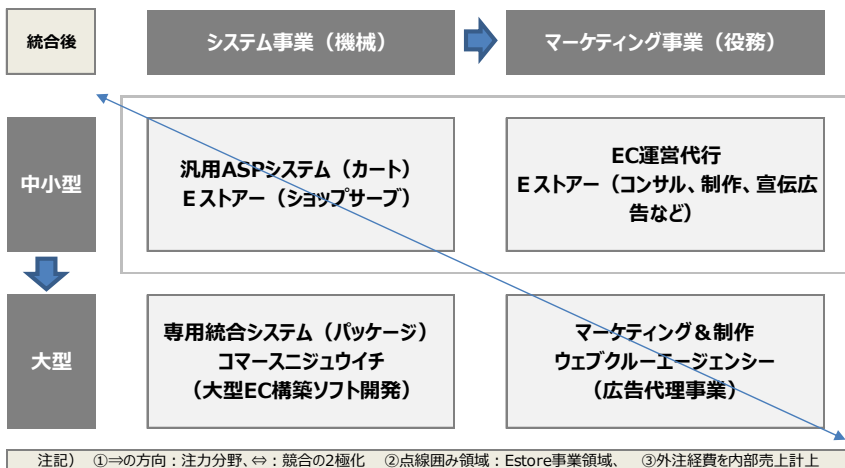 統合後
システム事業（機械）
マーケティング事業（役務）
中小型
汎用ASPシステム（カート）
Eストアー（ショップサーブ）
EC運営代行
Eストアー（コンサル、制作、宣伝広
告など）
大型
専用統合システム（パッケージ）
コマースニジュウイチ
（大型EC構築ソフト開発）
マーケティング＆制作
ウェブクルーエージェンシー
（広告代理事業）
注記） ①⇒の方向：注力分野、⇔：競合の2極化 ②点線囲み領域：Estore事業領域、 ③外注経費を内部売上計上